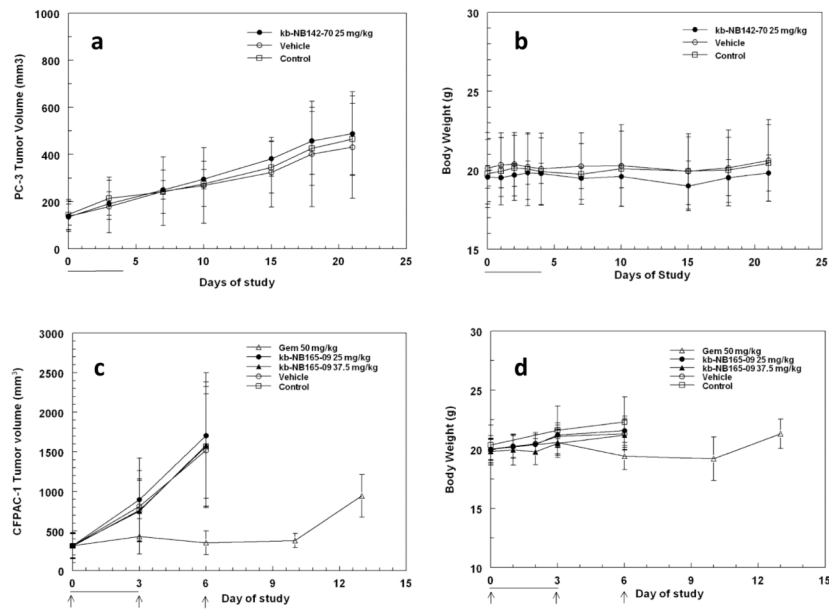 a
kb-NB142-70 25 mg/kg
Vehicle
Control
PC-3 Tumor Volume (mm3)
1000
800
600
400
200
0
0 5 10 15 20 25
Days of study
b
kb-NB142-70 25 mg/kg
Vehicle
Control
Body Weight (g)
30
25
20
15
0 5 10 15 20 25
Days of Study
c
Gem 50 mg/kg
kb-NB165-09 25 mg/kg
kb-NB165-09 37.5 mg/kg
Vehicle
Control
CFPAC-1 Tumor volume (mm³)
3000
2500
2000
1500
1000
500
0
0 3 6 9 12 15
Day of study
d
Gem 50 mg/kg
kb-NB165-09 25 mg/kg
kb-NB165-09 37.5 mg/kg
Vehicle
Control
Body Weight (g)
30
25
20
15
10
0 3 6 9 12 15
Day of study